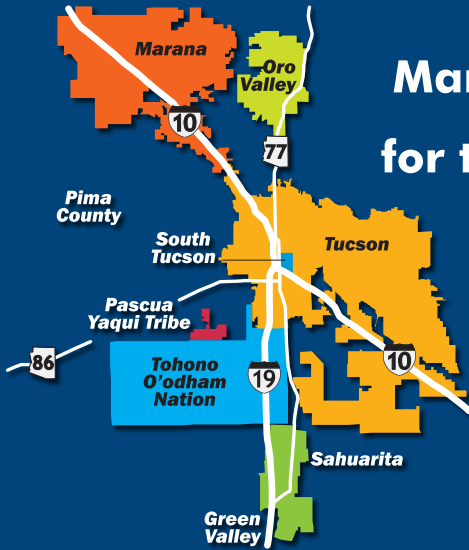 Marana
Oro
Valley
10
77
Pima
County
South
Tucson
Tucson
Pascua
Yaqui Tribe
86
Tohono
O'odham
Nation
19
10
Sahuarita
Green
Valley
for t